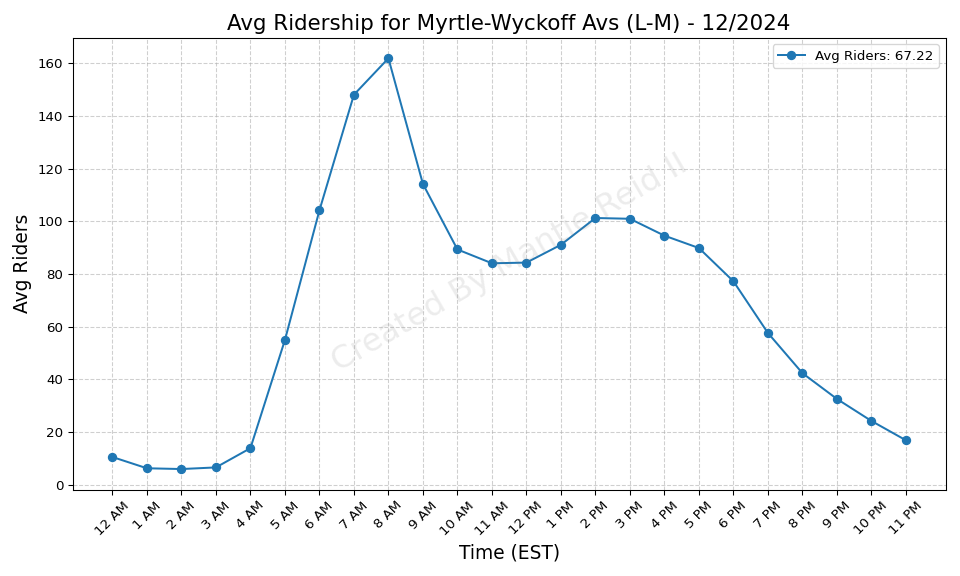 Avg Ridership for Myrtle-Wyckoff Avs (L-M) - 12/2024
Avg Riders: 67.22
160
140
120
100
80
60
40
20
0
Avg Riders
Created By Mantle Reid II
12 AM
1 AM
2 AM
3 AM
4 AM
5 AM
6 AM
7 AM
8 AM
9 AM
10 AM
11 AM
12 PM
1 PM
2 PM
3 PM
4 PM
5 PM
6 PM
7 PM
8 PM
9 PM
10 PM
11 PM
Time (EST)